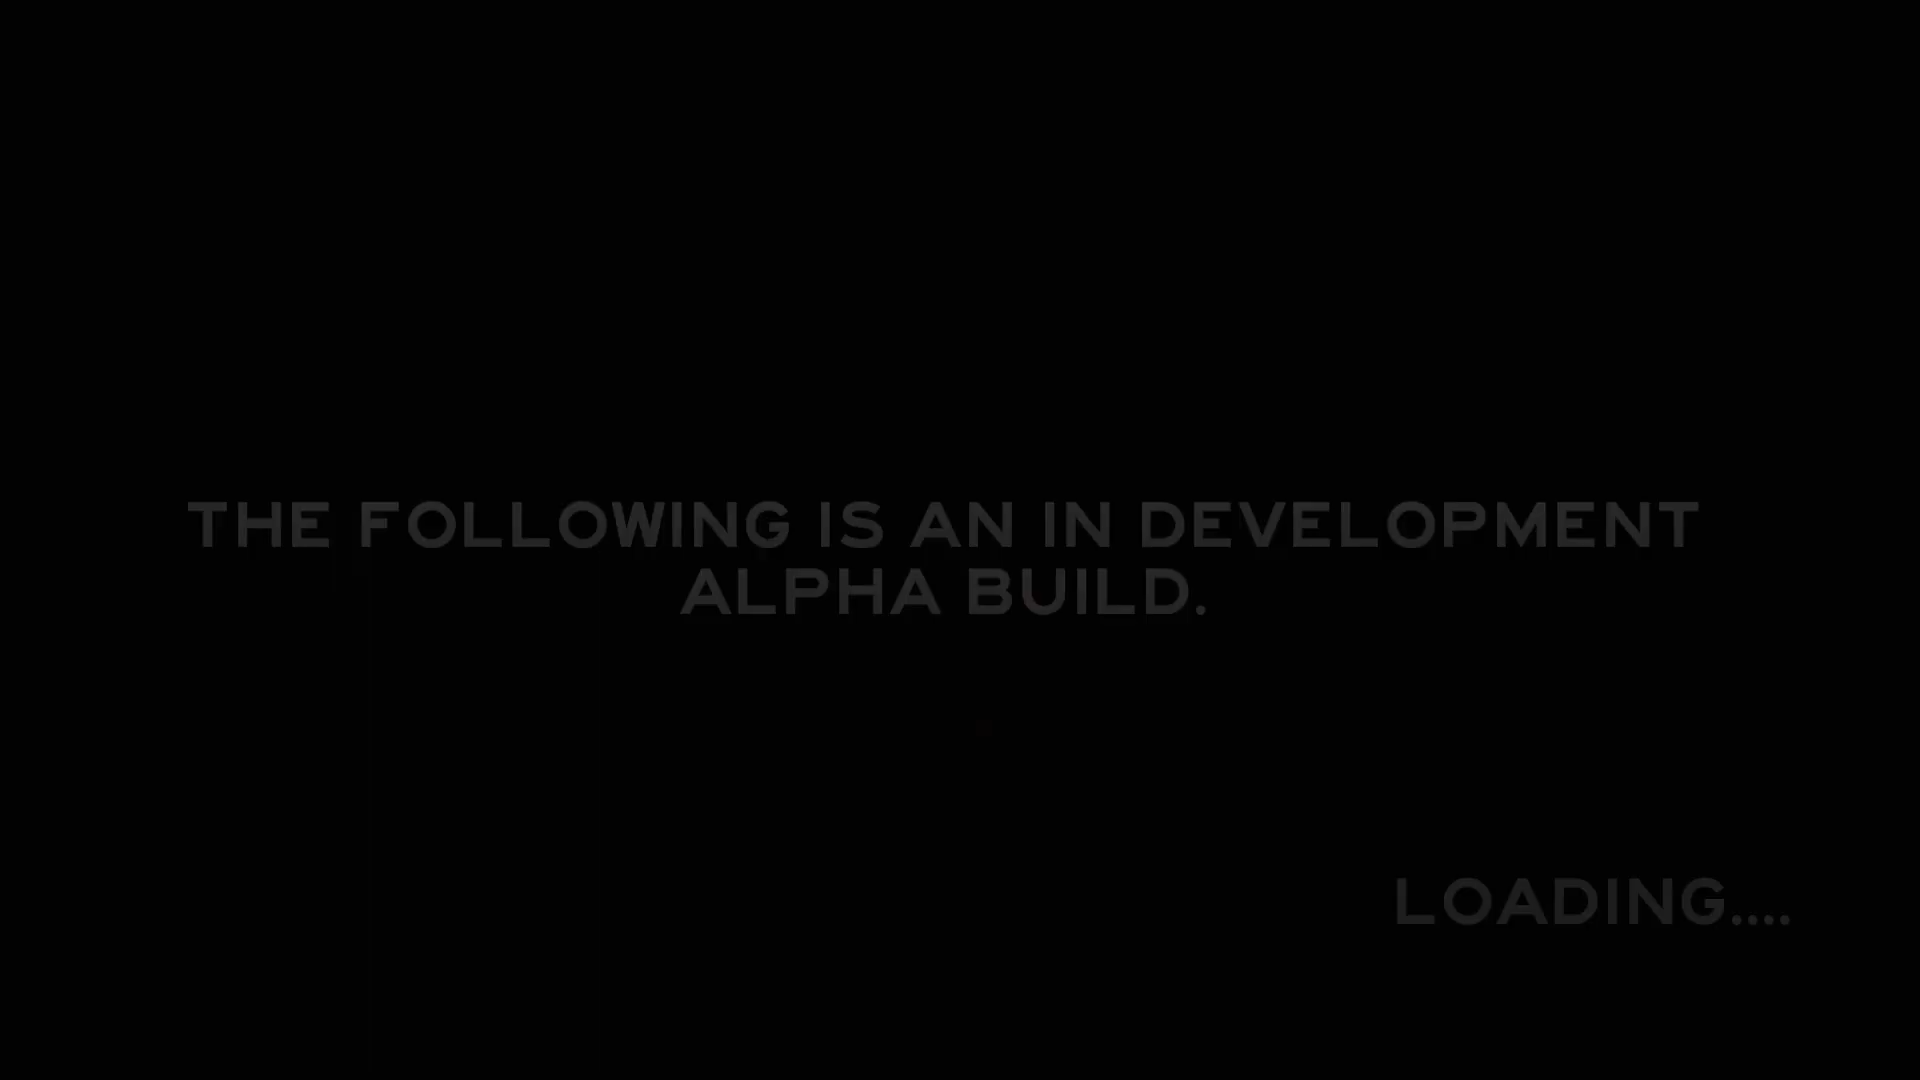 THE FOLLOWING IS AN IN DEVELOPMENT
ALPHA BUILD.
LOADING....